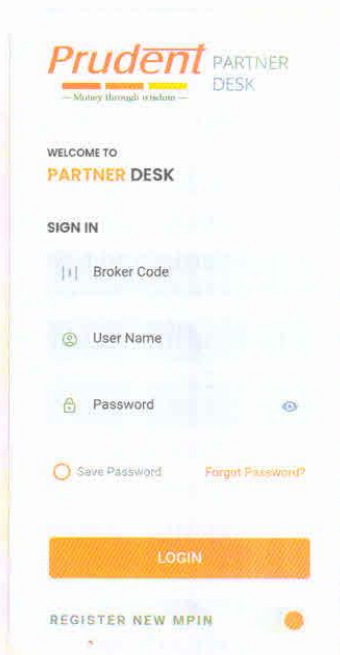 Prudent PARTNER
DESK
— Money through wisdom —
WELCOME TO
PARTNER DESK
SIGN IN
Broker Code
User Name
Password
Save Password Forgot Password?
LOGIN
REGISTER NEW MPIN